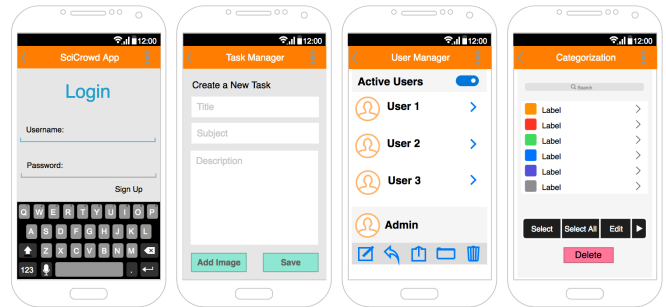 12:00
SciCrowd App
Login
Username:
Password:
Sign Up
Q W E R T Y U I O P
A S D F G H J K L
Z X C V B N M
123 .
12:00
Task Manager
Create a New Task
Title
Subject
Description
Add Image Save
12:00
User Manager
Active Users
User 1
User 2
User 3
Admin
12:00
Categorization
Search
Label
Label
Label
Label
Label
Label
Select Select All Edit
Delete